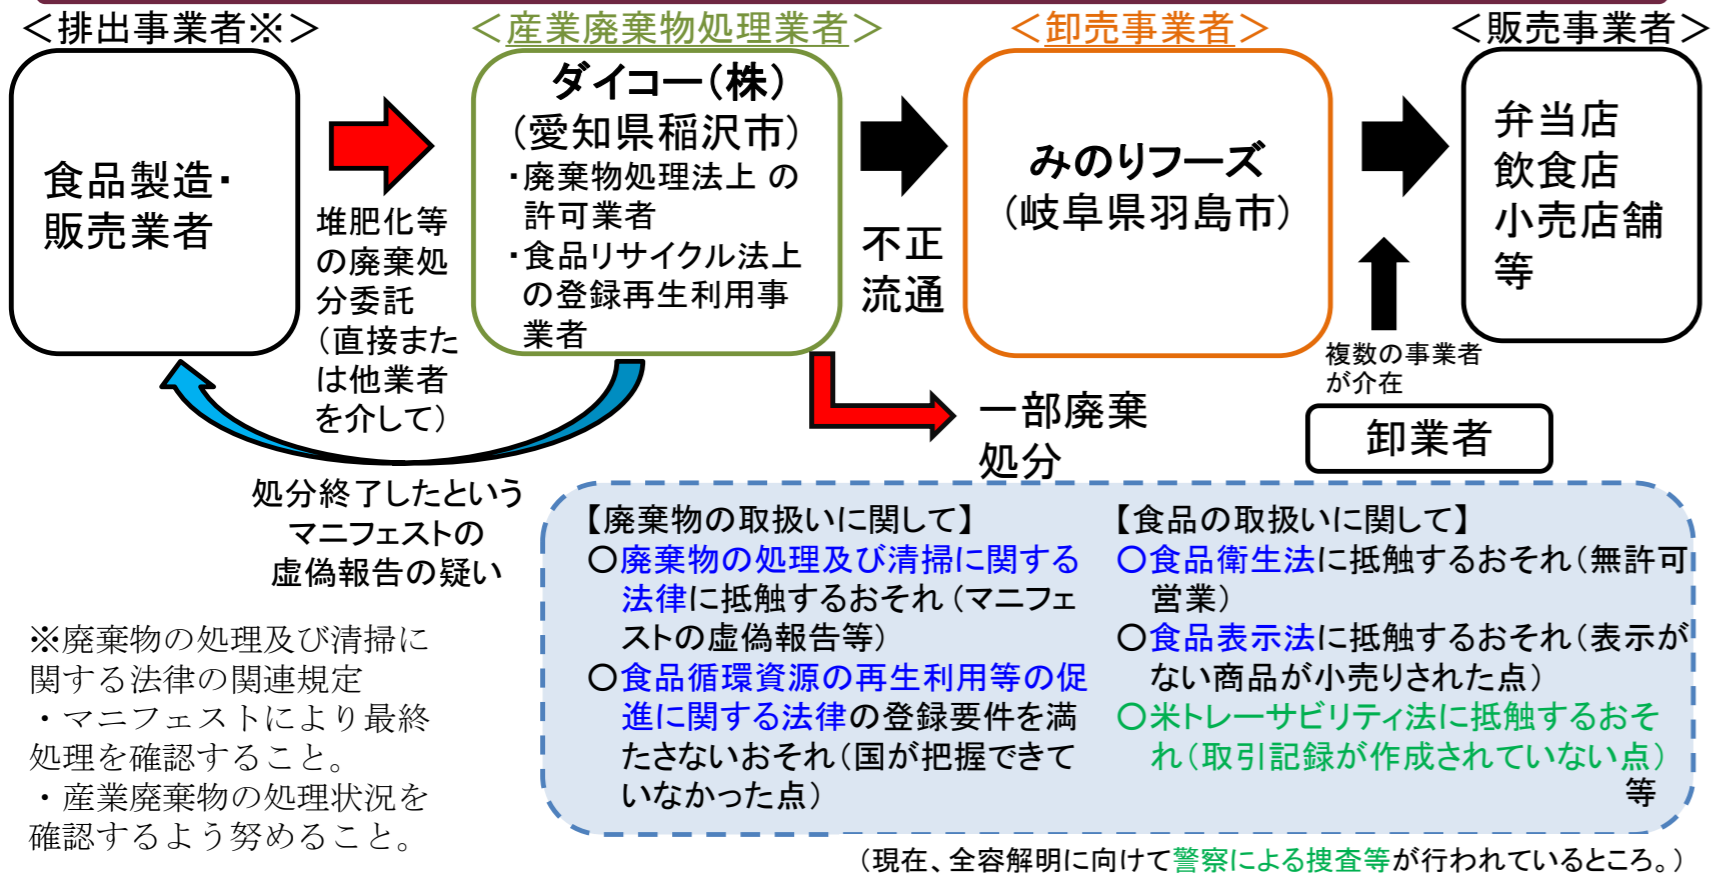 ＜排出事業者※＞
食品製造・
販売業者
堆肥化等
の廃棄処
分委託
（直接また
は他業者
を介して）
＜産業廃棄物処理業者＞
ダイコー（株）
（愛知県稲沢市）
・廃棄物処理法上 の
許可業者
・食品リサイクル法上
の登録再生利用事
業者
不正
流通
＜卸売事業者＞
みのりフーズ
（岐阜県羽島市）
＜販売事業者＞
弁当店
飲食店
小売店舗
等
複数の事業者
が介在
卸業者
一部廃棄
処分
処分終了したという
マニフェストの
虚偽報告の疑い
※廃棄物の処理及び清掃に
関する法律の関連規定
・マニフェストにより最終
処理を確認すること。
・産業廃棄物の処理状況を
確認するよう努めること。
【廃棄物の取扱いに関して】
○廃棄物の処理及び清掃に関する
法律に抵触するおそれ（マニフェ
ストの虚偽報告等）
○食品循環資源の再生利用等の促
進に関する法律の登録要件を満
たさないおそれ（国が把握できて
いなかった点）
【食品の取扱いに関して】
○食品衛生法に抵触するおそれ（無許可
営業）
○食品表示法に抵触するおそれ（表示が
ない商品が小売りされた点）
○米トレーサビリティ法に抵触するおそ
れ（取引記録が作成されていない点）
等
（現在、全容解明に向けて警察による捜査等が行われているところ。）